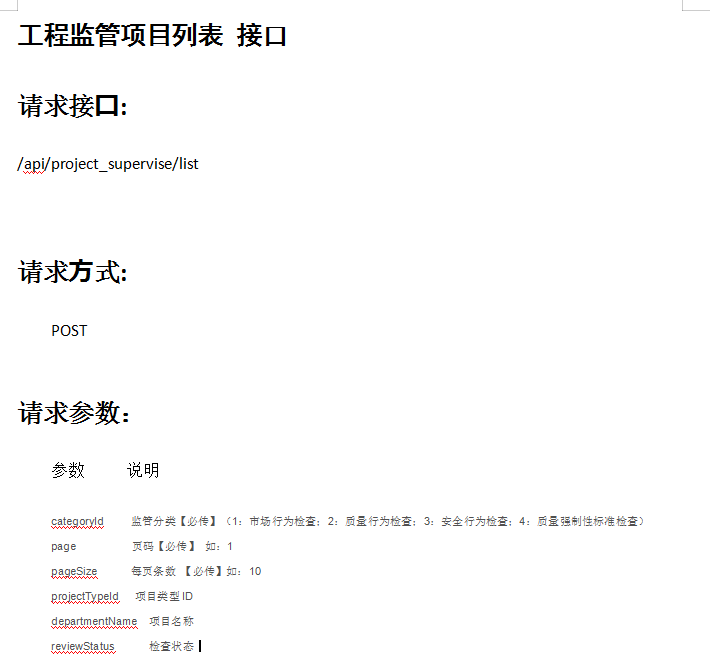 工程监管项目列表 接口
请求接口:
/api/project_supervise/list
请求方式:
POST
请求参数：
参数 说明
categoryId 监管分类【必传】（1：市场行为检查；2：质量行为检查；3：安全行为检查；4：质量强制性标准检查）
page 页码【必传】 如：1
pageSize 每页条数 【必传】如：10
projectTypeId 项目类型ID
departmentName 项目名称
reviewStatus 检查状态